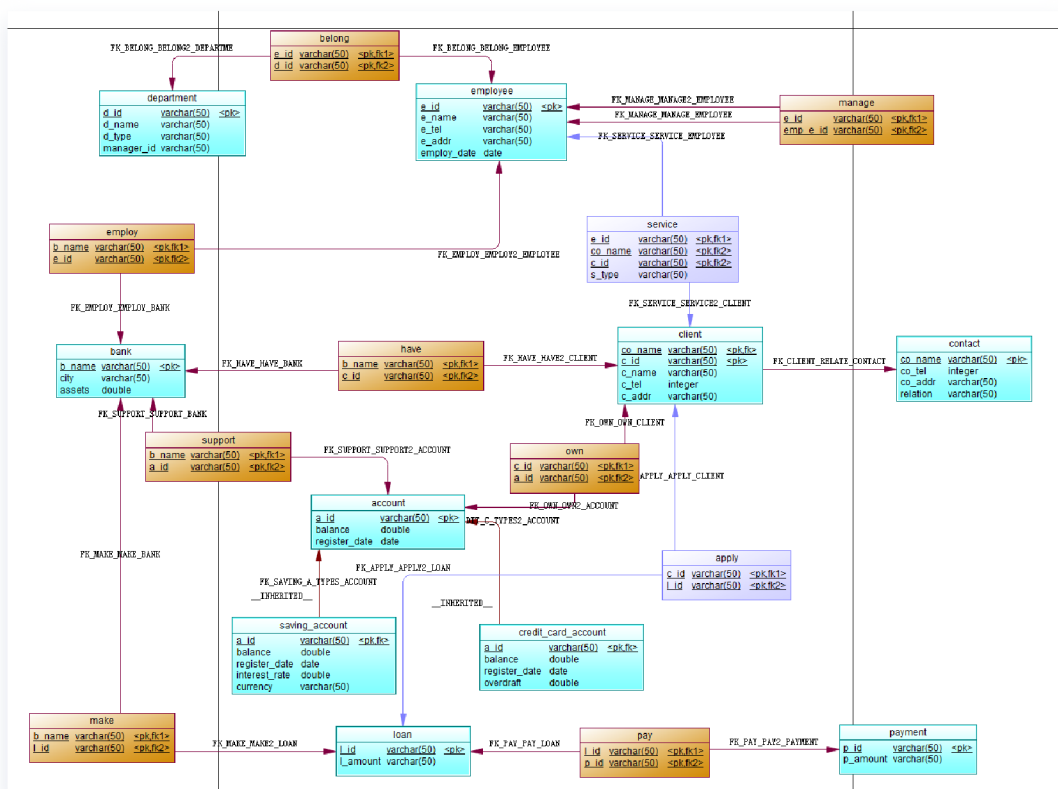 belong
e_id varchar(50) <pk,fk1>
d_id varchar(50) <pk,fk2>
FK_BELONG_BELONG2_DEPARTME
FK_BELONG_BELONG_EMPLOYEE
department
d_id varchar(50) <pk>
d_name varchar(50)
d_type varchar(50)
manager_id varchar(50)
employee
e_id varchar(50) <pk>
e_name varchar(50)
e_tel varchar(50)
e_addr varchar(50)
employ_date date
FK_MANAGE_MANAGE2_EMPLOYEE
FK_MANAGE_MANAGE_EMPLOYEE
FK_SERVICE_SERVICE_EMPLOYEE
manage
e_id varchar(50) <pk,fk1>
emp_e_id varchar(50) <pk,fk2>
employ
b_name varchar(50) <pk,fk1>
e_id varchar(50) <pk,fk2>
FK_EMPLOY_EMPLOY2_EMPLOYEE
service
e_id varchar(50) <pk,fk1>
co_name varchar(50) <pk,fk2>
c_id varchar(50) <pk,fk2>
s_type varchar(50)
FK_EMPLOY_EMPLOY_BANK
FK_SERVICE_SERVICE2_CLIENT
bank
b_name varchar(50) <pk>
city varchar(50)
assets double
FK_HAVE_HAVE_BANK
have
b_name varchar(50) <pk,fk1>
c_id varchar(50) <pk,fk2>
FK_HAVE_HAVE2_CLIENT
client
co_name varchar(50) <pk,fk>
c_id varchar(50) <pk>
c_name varchar(50)
c_tel integer
c_addr varchar(50)
FK_CLIENT_RELATE_CONTACT
contact
co_name varchar(50) <pk>
co_tel integer
co_addr varchar(50)
relation varchar(50)
FK_SUPPORT_SUPPORT_BANK
FK_OWN_OWN_CLIENT
support
b_name varchar(50) <pk,fk1>
a_id varchar(50) <pk,fk2>
FK_SUPPORT_SUPPORT2_ACCOUNT
own
c_id varchar(50) <pk,fk1>
a_id varchar(50) <pk,fk2>
APPLY_APPLY_CLIENT
account
a_id varchar(50) <pk>
balance double
register_date date
FK_OWN_OWN2_ACCOUNT
C_TYPES2_ACCOUNT
FK_MAKE_MAKE_BANK
FK_APPLY_APPLY2_LOAN
apply
c_id varchar(50) <pk,fk1>
l_id varchar(50) <pk,fk2>
FK_SAVING_A_TYPES_ACCOUNT
__INHERITED__
__INHERITED__
saving_account
a_id varchar(50) <pk,fk>
balance double
register_date date
interest_rate double
currency varchar(50)
credit_card_account
a_id varchar(50) <pk,fk>
balance double
register_date date
overdraft double
make
b_name varchar(50) <pk,fk1>
l_id varchar(50) <pk,fk2>
FK_MAKE_MAKE2_LOAN
loan
l_id varchar(50) <pk>
l_amount varchar(50)
FK_PAY_PAY_LOAN
pay
l_id varchar(50) <pk,fk1>
p_id varchar(50) <pk,fk2>
FK_PAY_PAY2_PAYMENT
payment
p_id varchar(50) <pk>
p_amount varchar(50)